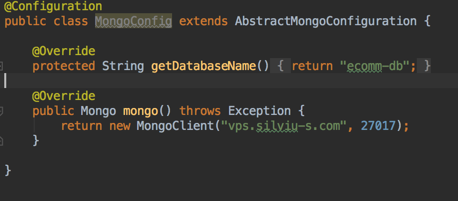 @Configuration
public class MongoConfig extends AbstractMongoConfiguration {
@Override
protected String getDatabaseName() { return "ecomm-db"; }
@Override
public Mongo mongo() throws Exception {
return new MongoClient("vps.silviu-s.com", 27017);
}
}